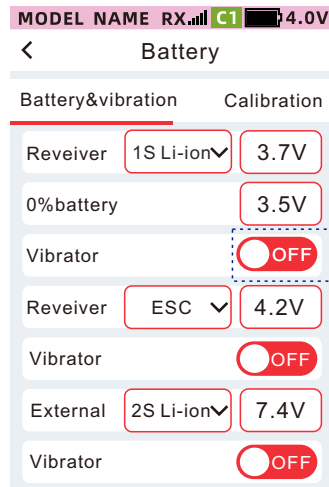 MODEL NAME RX C1 4.0V
Battery
Battery&vibration Calibration
Reveiver 1S Li-ion 3.7V
0%battery 3.5V
Vibrator OFF
Reveiver ESC 4.2V
Vibrator OFF
External 2S Li-ion 7.4V
Vibrator OFF